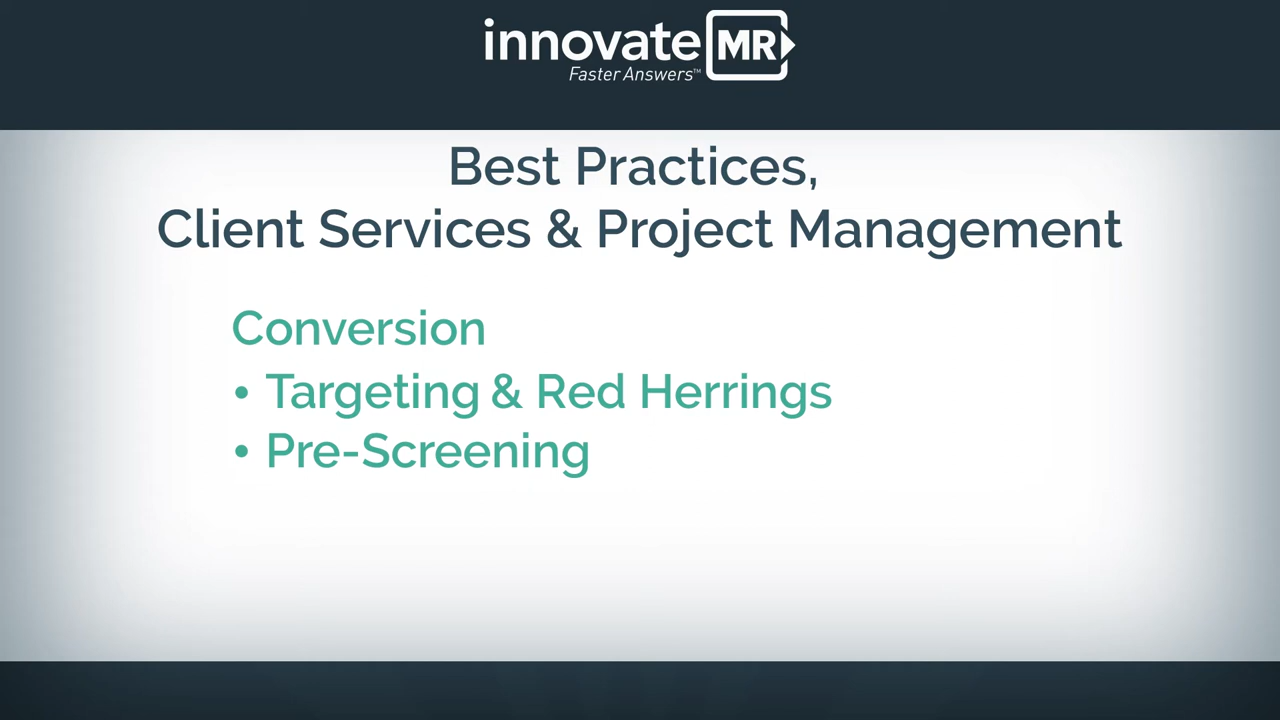 innovate MR
Faster Answers™
Best Practices,
Client Services & Project Management
Conversion
• Targeting & Red Herrings
• Pre-Screening